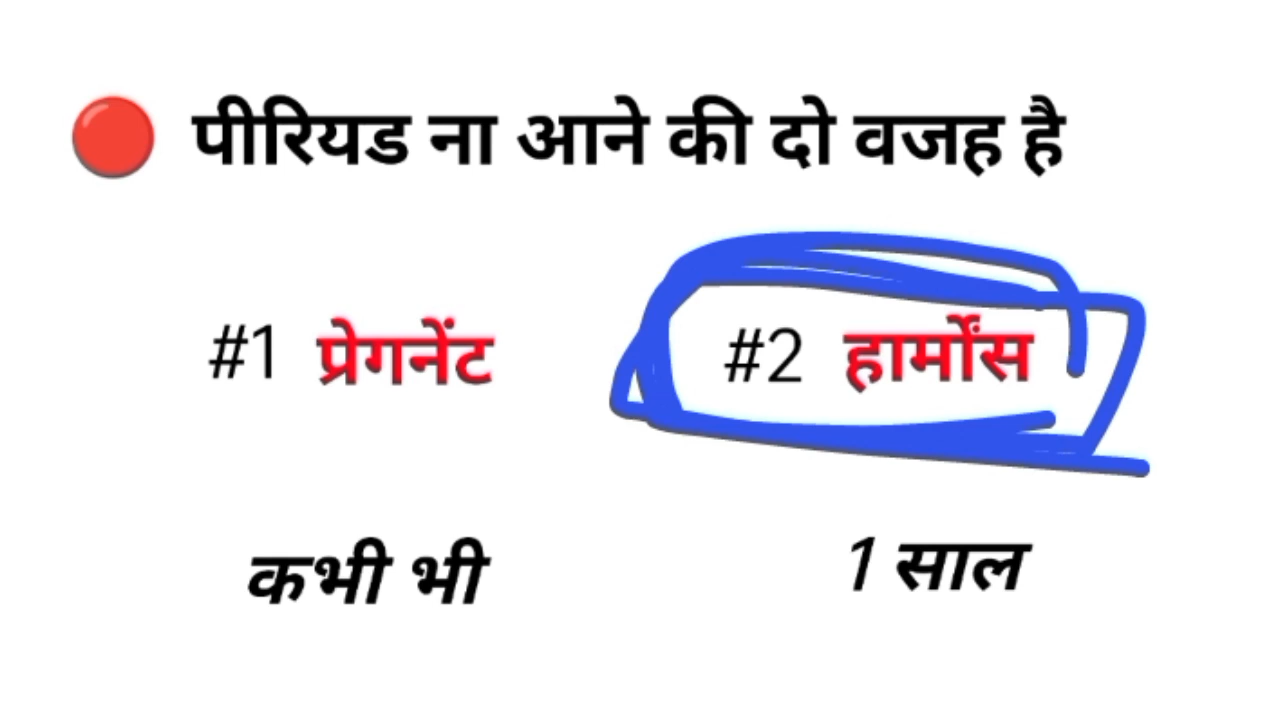 पीरियड ना आने की दो वजह है
#1 प्रेगनेंट #2 हार्मोंस
कभी भी 1 साल